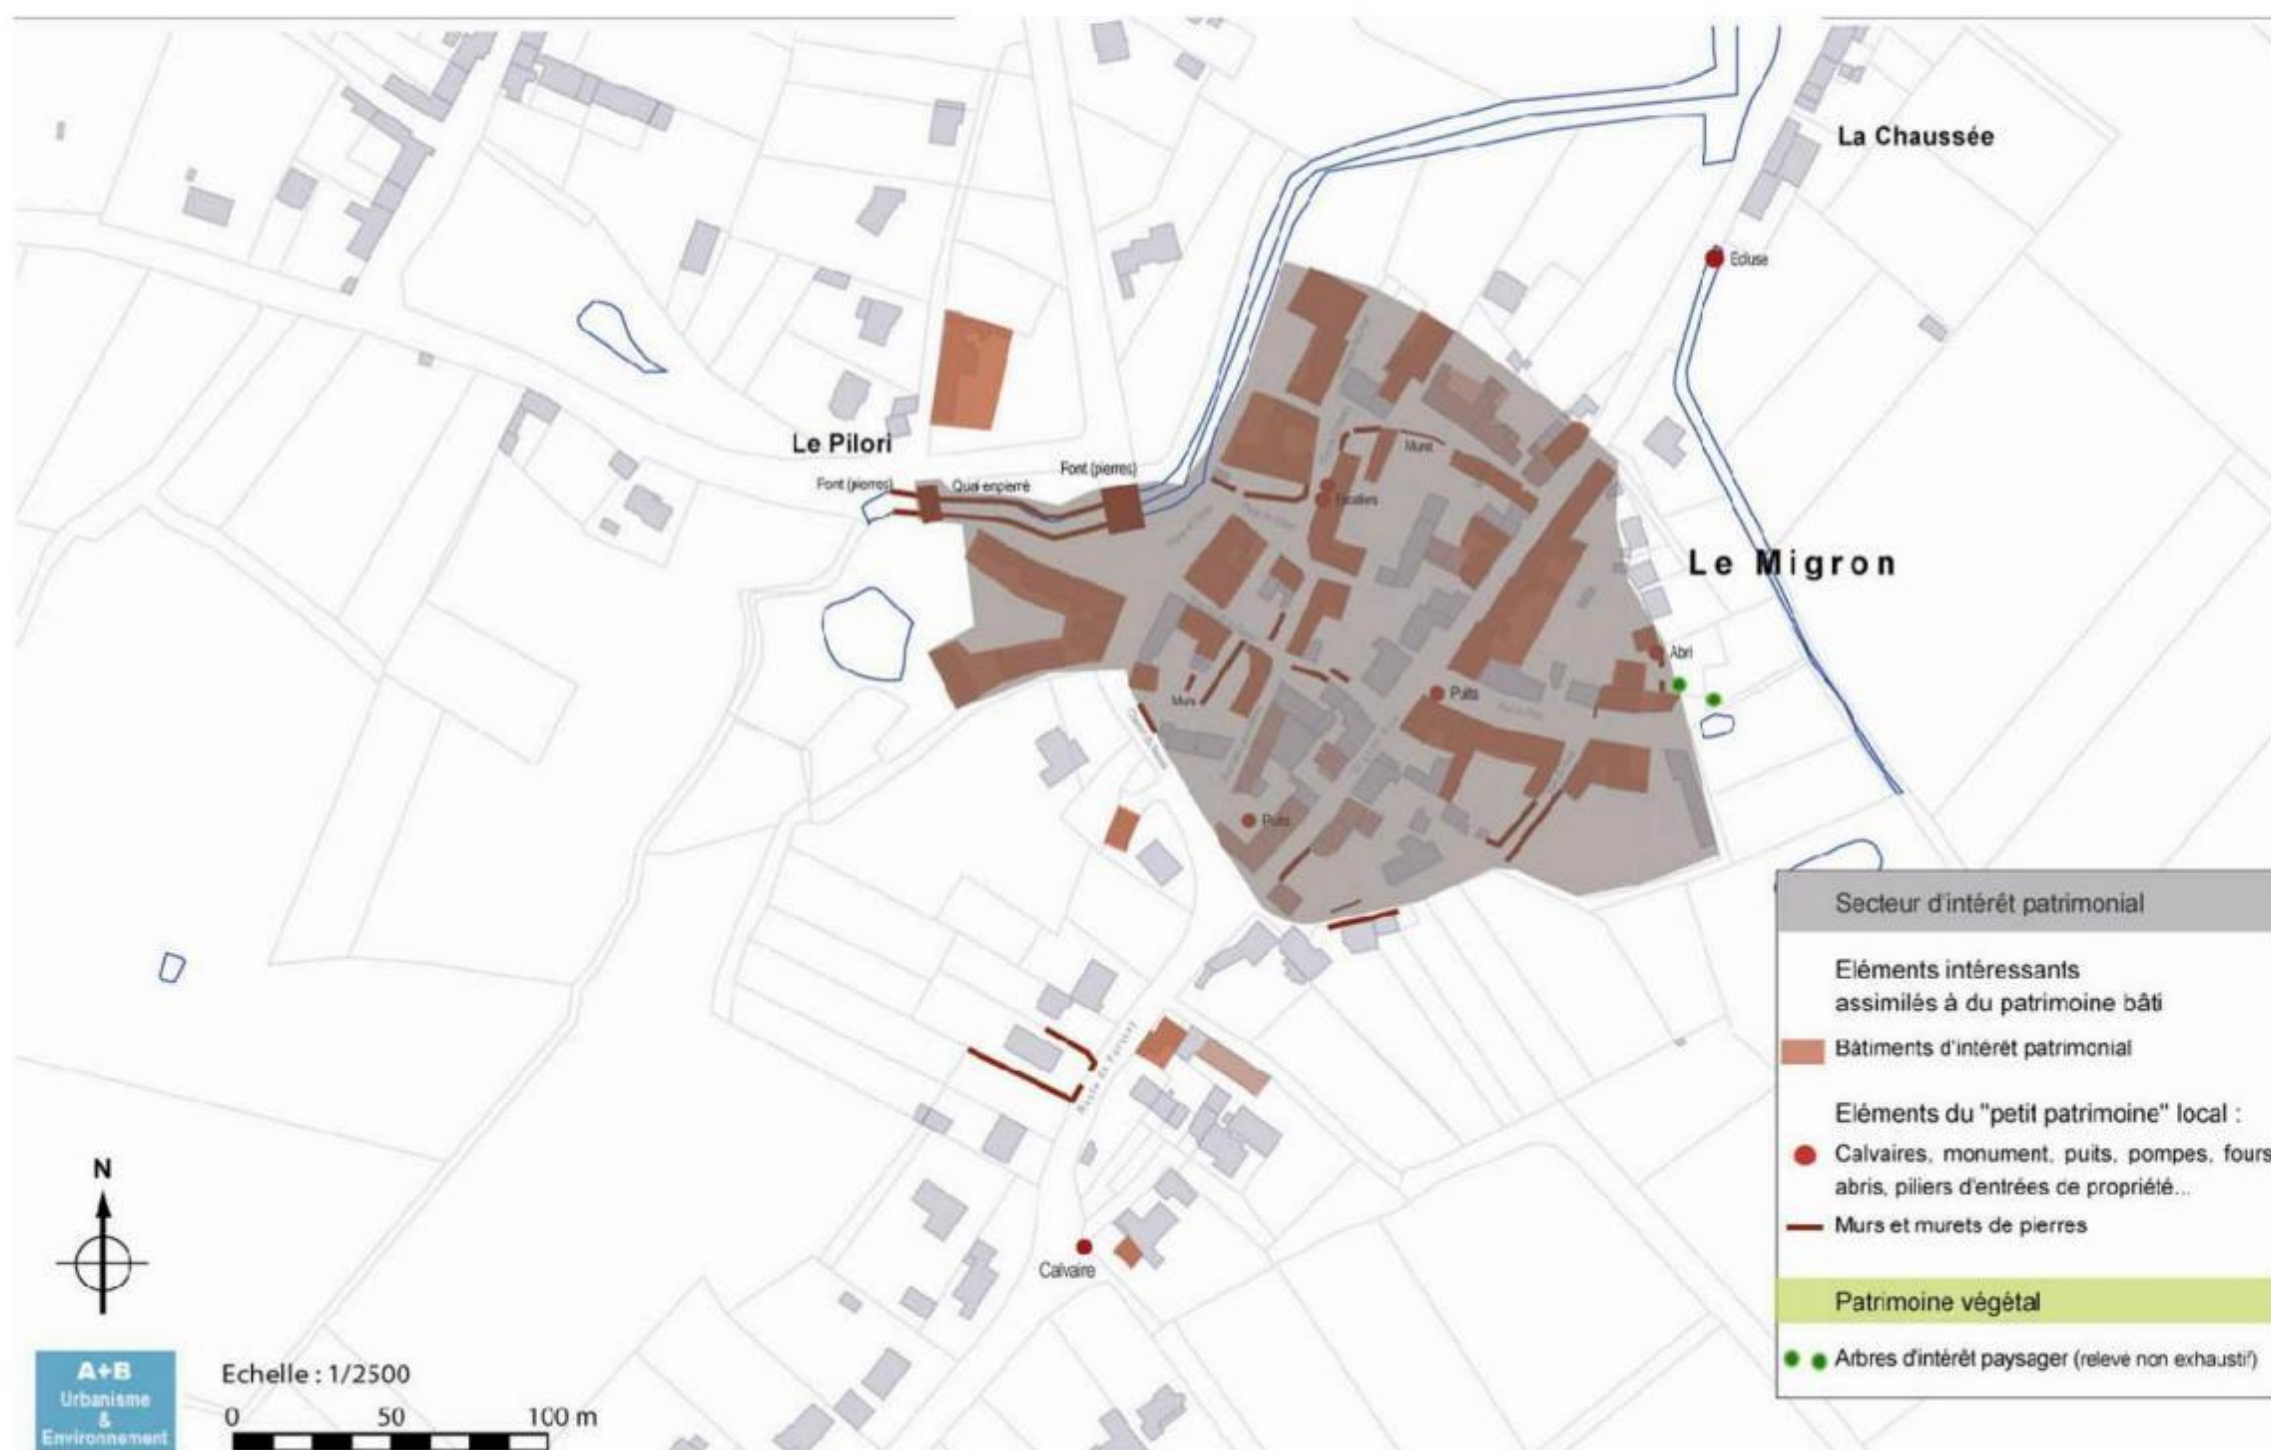 La Chaussée
Ecluse
Le Pilori
Font (pierres)
Font (pierres)
Quai enpierré
Muret
Escaliers
Le Migron
Abri
Puits
Murs
Puits
Calvaire
Secteur d'intérêt patrimonial
Eléments intéressants
assimilés à du patrimoine bâti
Bâtiments d'intérêt patrimonial
Eléments du "petit patrimoine" local :
Calvaires, monument, puits, pompes, fours
abris, piliers d'entrées de propriété...
Murs et murets de pierres
Patrimoine végétal
Arbres d'intérêt paysager (relevé non exhaustif)
N
A+B
Urbanisme
&
Environnement
Echelle : 1/2500
0 50 100 m